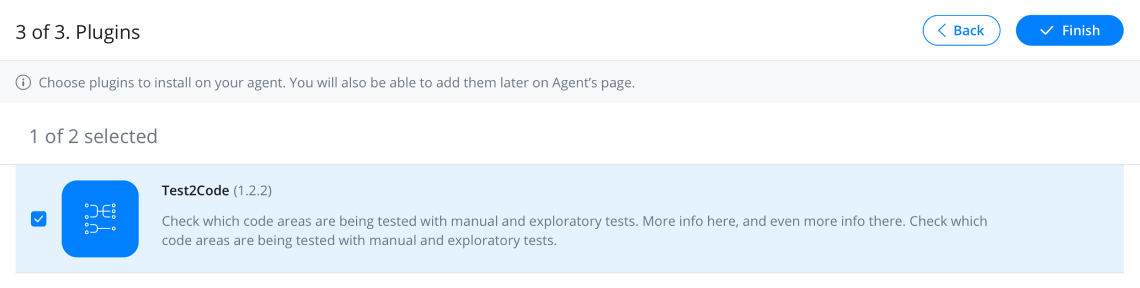 3 of 3. Plugins
Back
Finish
Choose plugins to install on your agent. You will also be able to add them later on Agent's page.
1 of 2 selected
Test2Code (1.2.2)
Check which code areas are being tested with manual and exploratory tests. More info here, and even more info there. Check which
code areas are being tested with manual and exploratory tests.